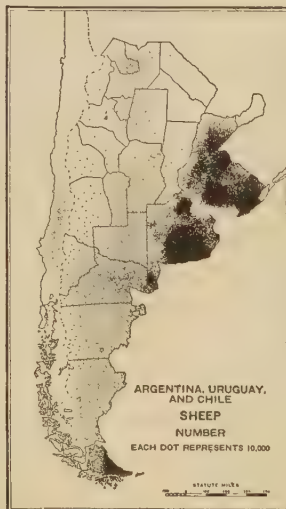 ARGENTINA, URUGUAY,
AND CHILE
SHEEP
NUMBER
EACH DOT REPRESENTS 10,000
STATUTE MILES